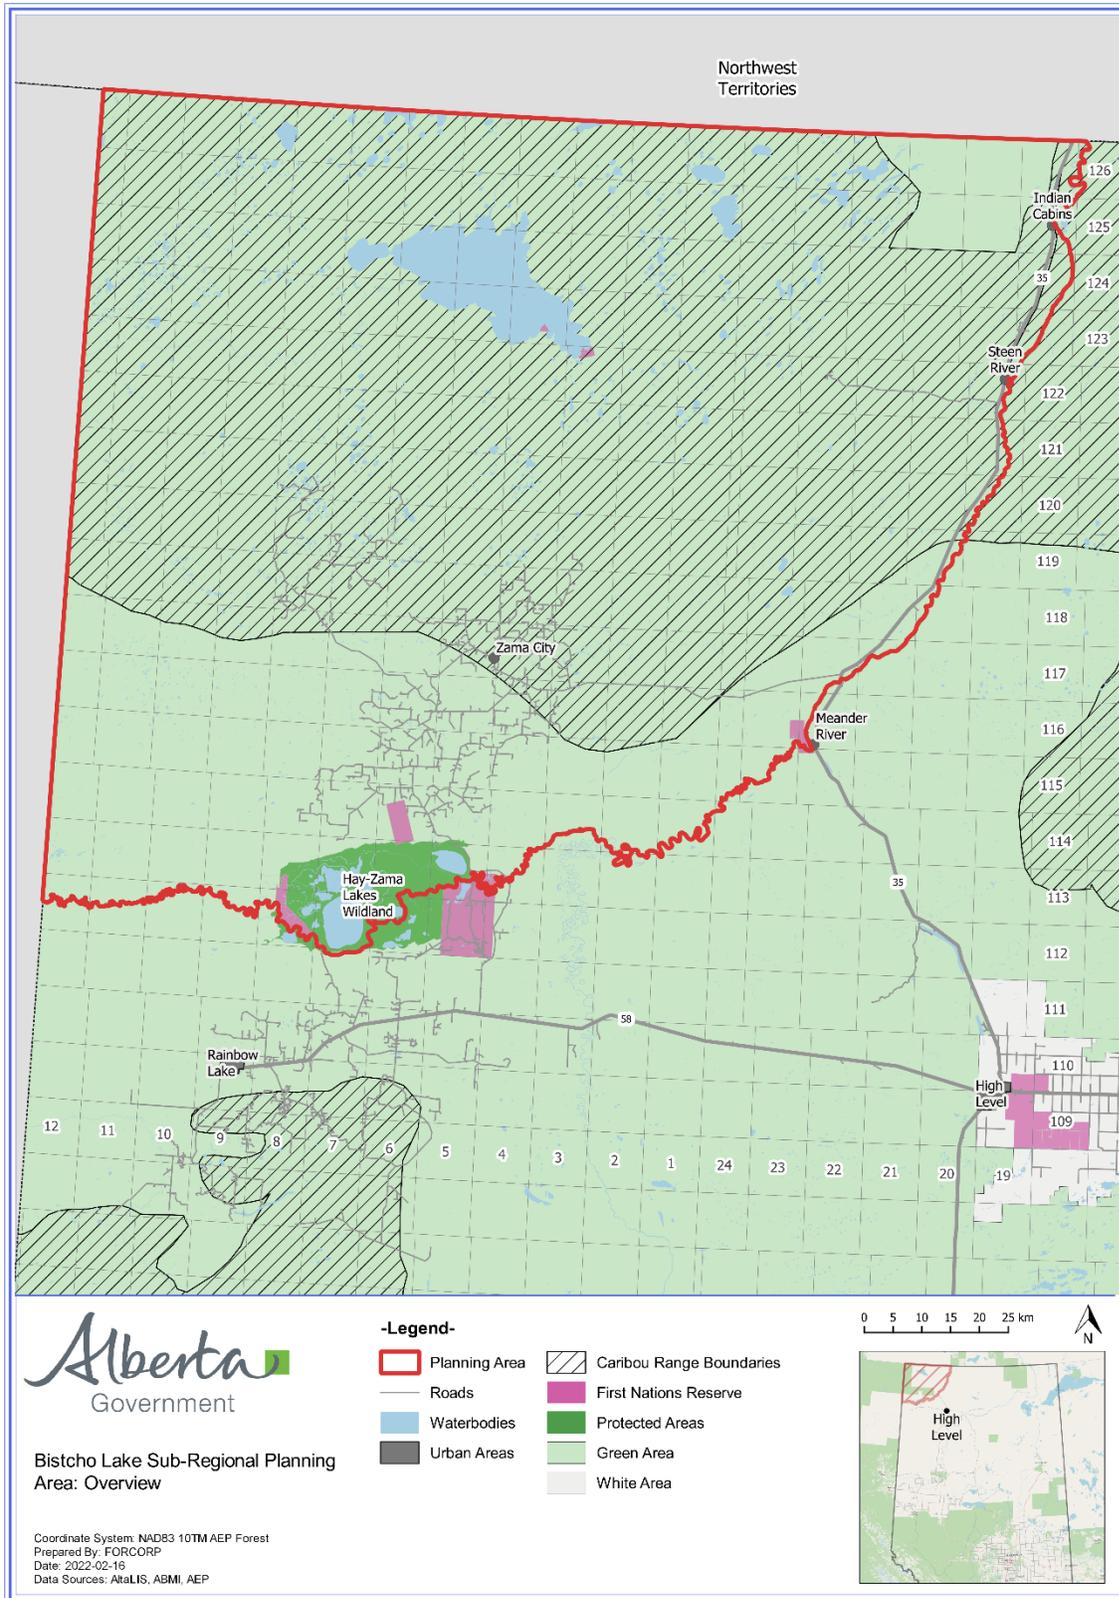 Northwest
Territories
126
Indian
Cabins
125
35
124
123
Steen
River
122
121
120
119
118
Zama City
117
Meander
River
116
115
114
Hay-Zama
Lakes
Wildland
35
113
112
111
58
Rainbow
Lake
110
High
Level
109
12
11
10
9
8
7
6
5
4
3
2
1
24
23
22
21
20
19
Alberta
Government
Bistcho Lake Sub-Regional Planning
Area: Overview
Coordinate System: NAD83 10TM AEP Forest
Prepared By: FORCORP
Date: 2022-02-16
Data Sources: AltaLIS, ABMI, AEP
-Legend-
Planning Area
Roads
Waterbodies
Urban Areas
Caribou Range Boundaries
First Nations Reserve
Protected Areas
Green Area
White Area
0 5 10 15 20 25 km
N
High
Level